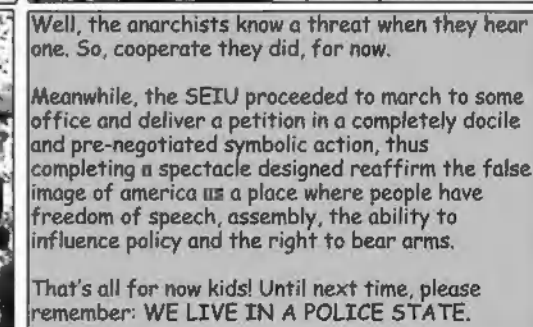 Well, the anarchists know a threat when they hear
one. So, cooperate they did, for now.
Meanwhile, the SEIU proceeded to march to some
office and deliver a petition in a completely docile
and pre-negotiated symbolic action, thus
completing a spectacle designed reaffirm the false
image of america as a place where people have
freedom of speech, assembly, the ability to
influence policy and the right to bear arms.
That's all for now kids! Until next time, please
remember: WE LIVE IN A POLICE STATE.